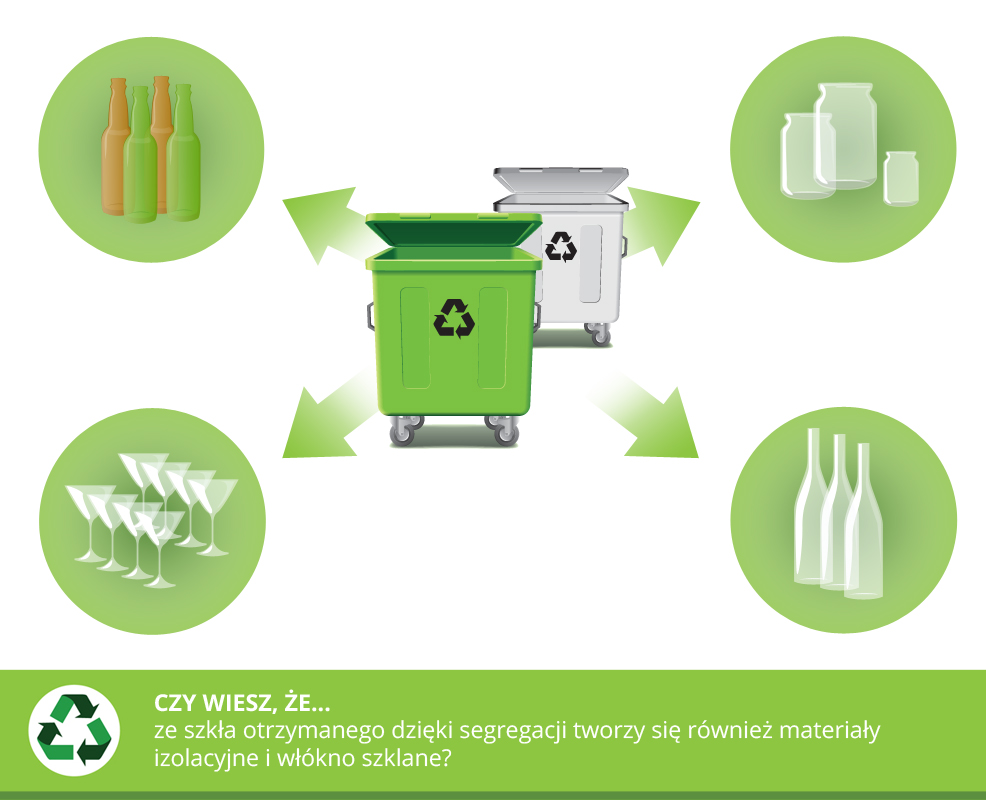 CZY WIESZ, ŻE...
ze szkła otrzymanego dzięki segregacji tworzy się również materiały
izolacyjne i włókno szklane?